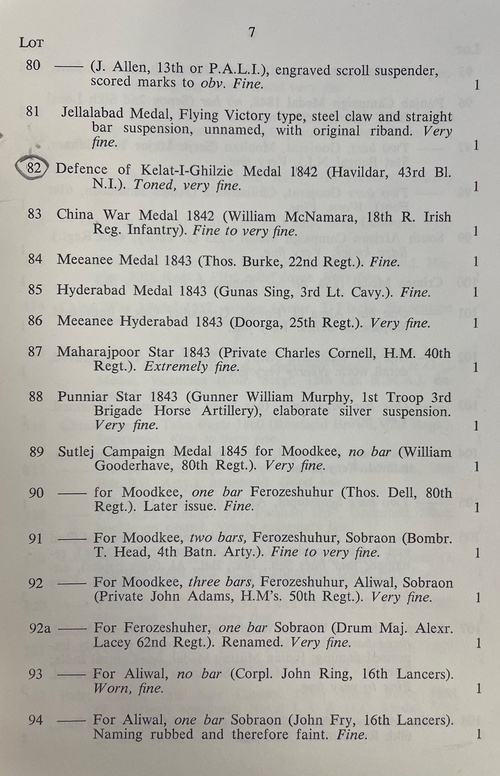 7
LOT
80 —— (J. Allen, 13th or P.A.L.I.), engraved scroll suspender,
scored marks to obv. Fine. 1
81 Jellalabad Medal, Flying Victory type, steel claw and straight
bar suspension, unnamed, with original riband. Very
fine. 1
82 Defence of Kelat-I-Ghilzie Medal 1842 (Havildar, 43rd Bl.
N.I.). Toned, very fine. 1
83 China War Medal 1842 (William McNamara, 18th R. Irish
Reg. Infantry). Fine to very fine. 1
84 Meeanee Medal 1843 (Thos. Burke, 22nd Regt.). Fine. 1
85 Hyderabad Medal 1843 (Gunas Sing, 3rd Lt. Cavy.). Fine. 1
86 Meeanee Hyderabad 1843 (Doorga, 25th Regt.). Very fine. 1
87 Maharajpoor Star 1843 (Private Charles Cornell, H.M. 40th
Regt.). Extremely fine. 1
88 Punniar Star 1843 (Gunner William Murphy, 1st Troop 3rd
Brigade Horse Artillery), elaborate silver suspension.
Very fine. 1
89 Sutlej Campaign Medal 1845 for Moodkee, no bar (William
Gooderhave, 80th Regt.). Very fine. 1
90 —— for Moodkee, one bar Ferozeshuhur (Thos. Dell, 80th
Regt.). Later issue. Fine. 1
91 —— For Moodkee, two bars, Ferozeshuhur, Sobraon (Bombr.
T. Head, 4th Batn. Arty.). Fine to very fine. 1
92 —— For Moodkee, three bars, Ferozeshuhur, Aliwal, Sobraon
(Private John Adams, H.M's. 50th Regt.). Very fine. 1
92a —— For Ferozeshuher, one bar Sobraon (Drum Maj. Alexr.
Lacey 62nd Regt.). Renamed. Very fine. 1
93 —— For Aliwal, no bar (Corpl. John Ring, 16th Lancers).
Worn, fine. 1
94 —— For Aliwal, one bar Sobraon (John Fry, 16th Lancers).
Naming rubbed and therefore faint. Fine. 1